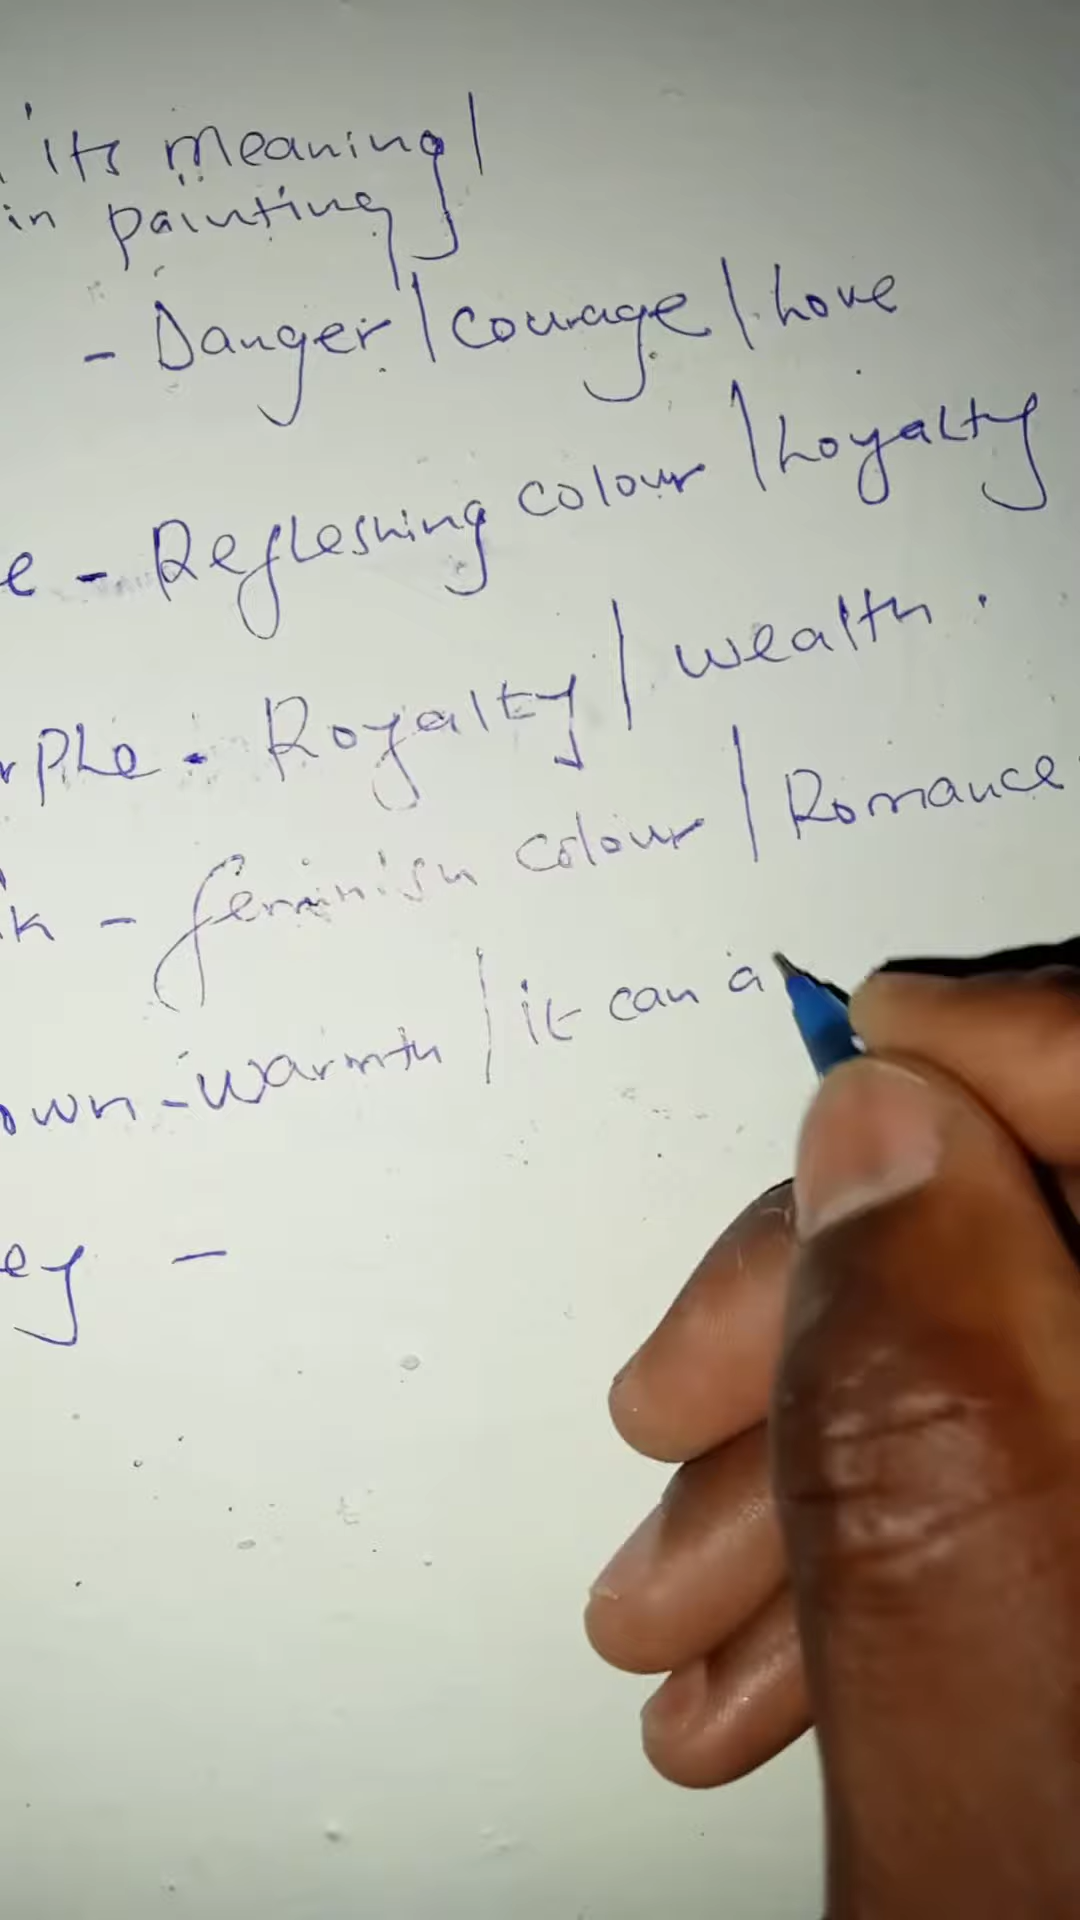 its meaning
in painting
- Danger / courage / Love
e - Refleshing colour / Loyalty
rple - Royalty / wealth.
k - feminish colour / Romance
own - warmth / it can a
ey -